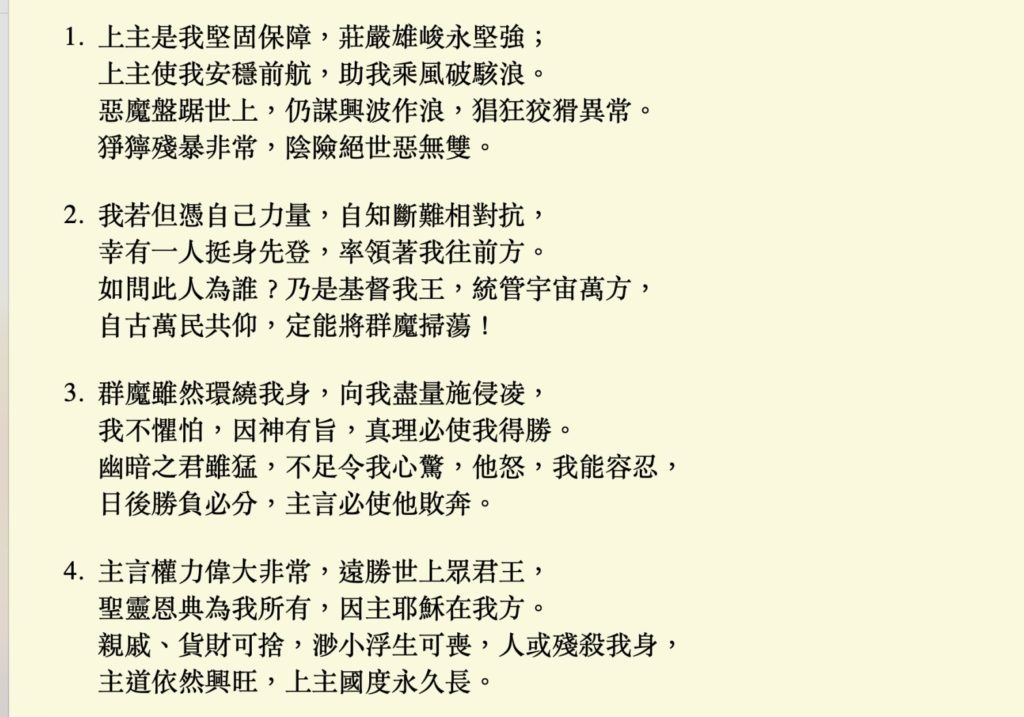 1. 上主是我堅固保障，莊嚴雄峻永堅強；
上主使我安穩前航，助我乘風破駭浪。
惡魔盤踞世上，仍謀興波作浪，猖狂狡猾異常。
猙獰殘暴非常，陰險絕世惡無雙。
2. 我若但憑自己力量，自知斷難相對抗，
幸有一人挺身先登，率領著我往前方。
如問此人為誰？乃是基督我王，統管宇宙萬方，
自古萬民共仰，定能將群魔掃蕩！
3. 群魔雖然環繞我身，向我盡量施侵凌，
我不懼怕，因神有旨，真理必使我得勝。
幽暗之君雖猛，不足令我心驚，他怒，我能容忍，
日後勝負必分，主言必使他敗奔。
4. 主言權力偉大非常，遠勝世上眾君王，
聖靈恩典為我所有，因主耶穌在我方。
親戚、貨財可捨，渺小浮生可喪，人或殘殺我身，
主道依然興旺，上主國度永久長。